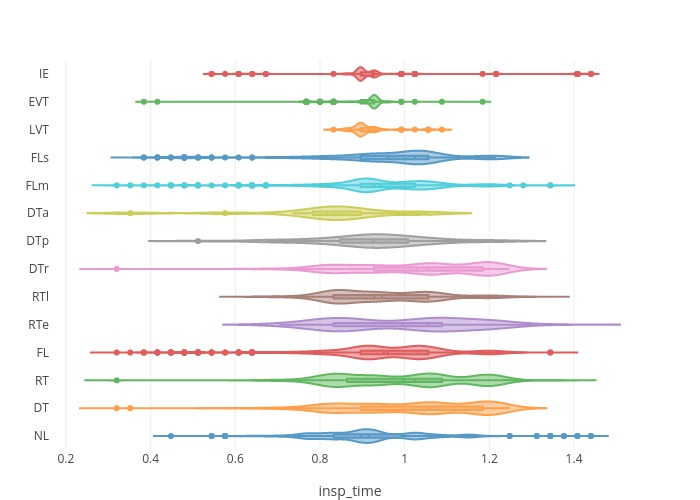 IE
EVT
LVT
FLs
FLm
DTa
DTp
DTr
RTl
RTe
FL
RT
DT
NL
0.2 0.4 0.6 0.8 1 1.2 1.4
insp_time